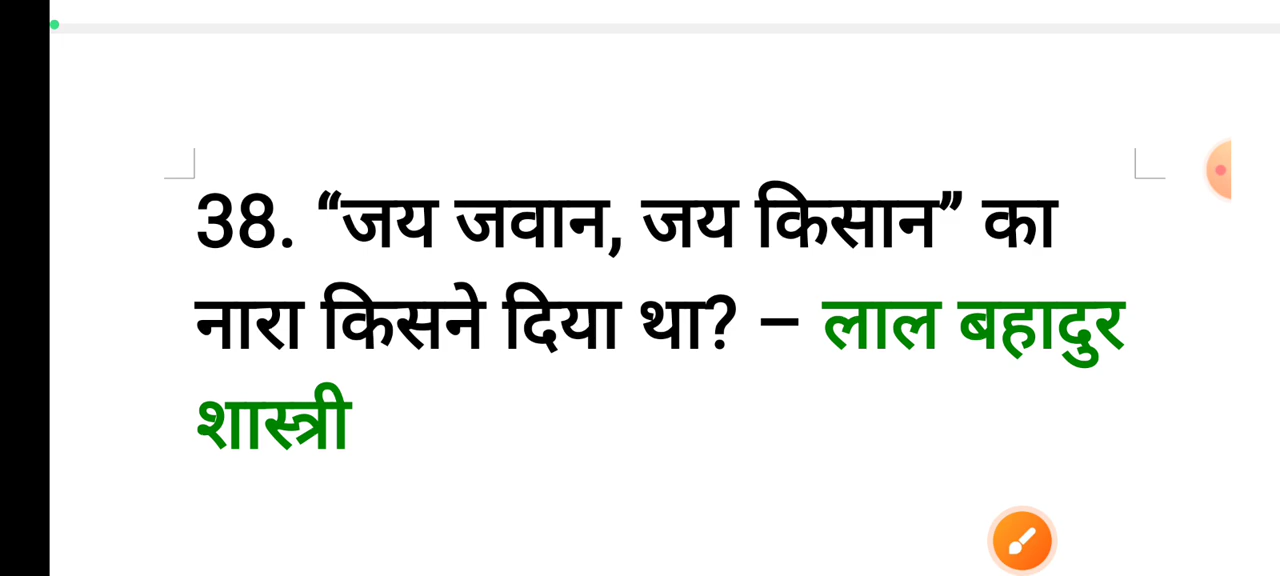 38. “जय जवान, जय किसान” का
नारा किसने दिया था? – लाल बहादुर
शास्त्री